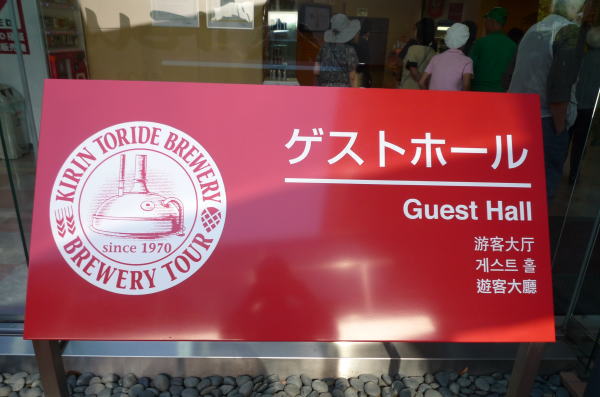 KIRIN TORIDE BREWERY
since 1970
BREWERY TOUR
ゲストホール
Guest Hall
游客大厅
게스트 홀
遊客大廳